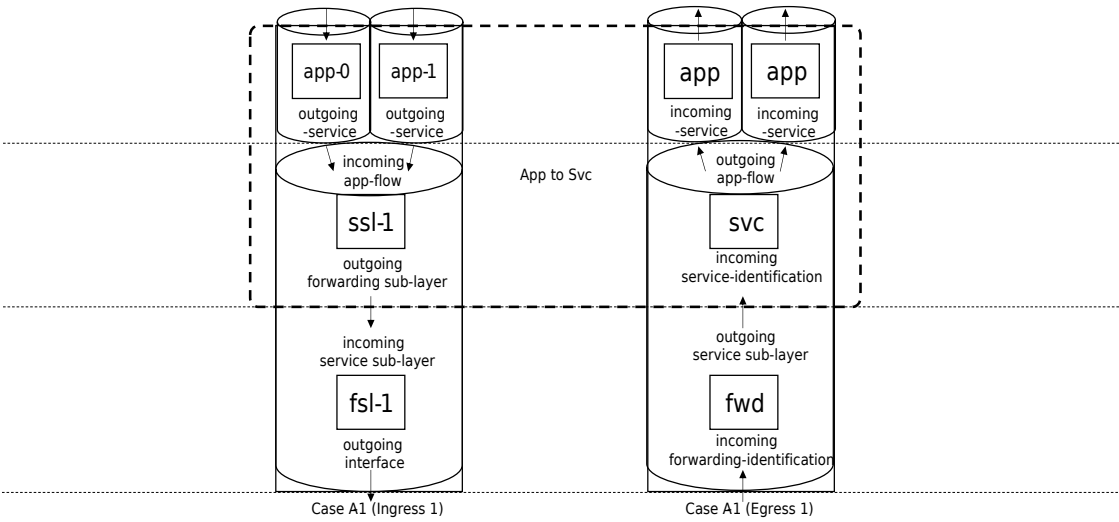 app-0
app-1
app
app
outgoing
-service
outgoing
-service
incoming
-service
incoming
-service
incoming
app-flow
App to Svc
outgoing
app-flow
ssl-1
svc
outgoing
forwarding sub-layer
incoming
service-identification
incoming
service sub-layer
outgoing
service sub-layer
fsl-1
fwd
outgoing
interface
incoming
forwarding-identification
Case A1 (Ingress 1)
Case A1 (Egress 1)